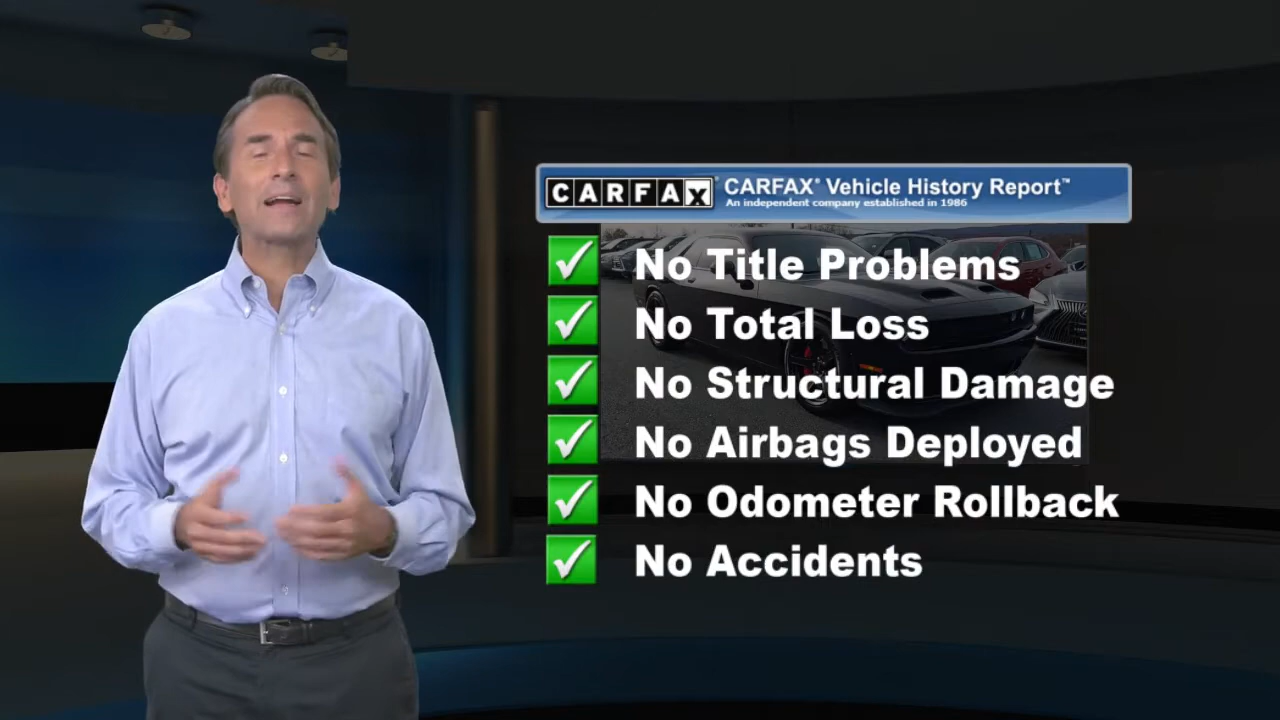 CARFAX® CARFAX® Vehicle History Report™
An independent company established in 1986
No Title Problems
No Total Loss
No Structural Damage
No Airbags Deployed
No Odometer Rollback
No Accidents